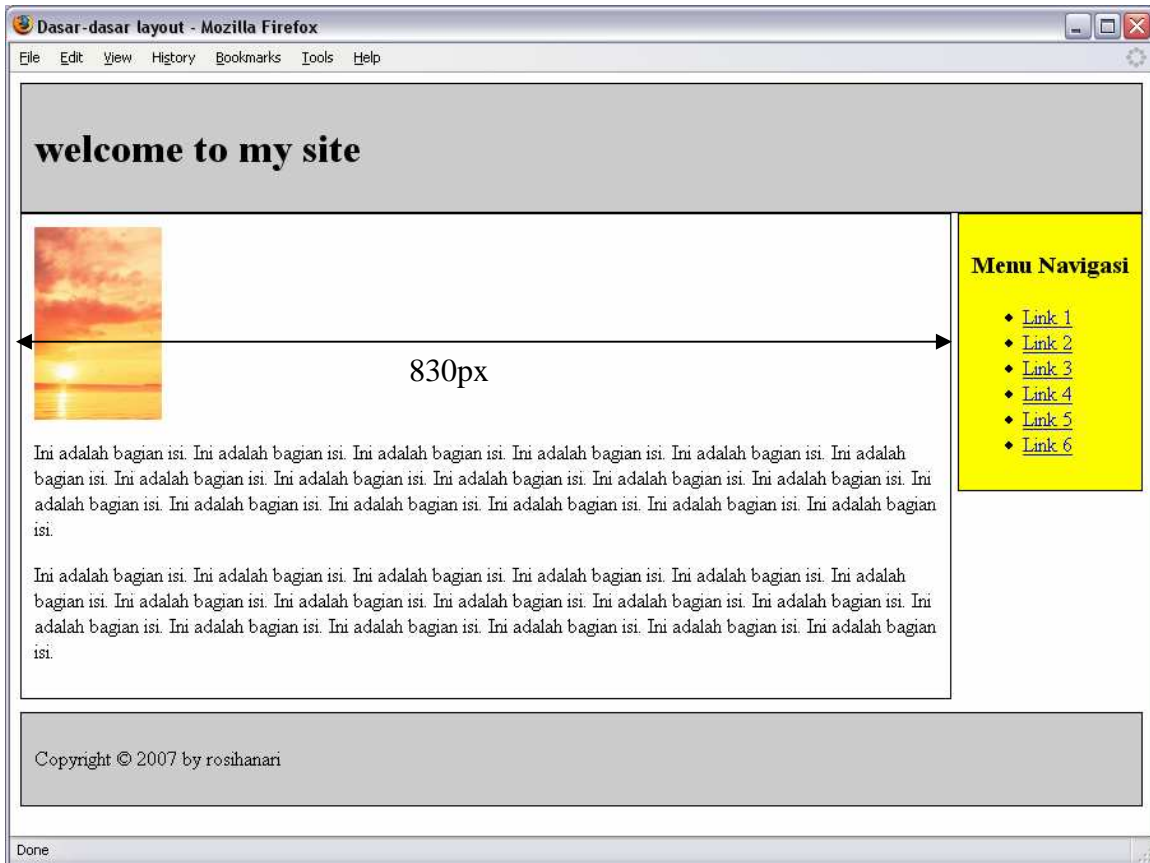 Dasar-dasar layout - Mozilla Firefox
File Edit View History Bookmarks Tools Help
welcome to my site
830px
Ini adalah bagian isi. Ini adalah bagian isi. Ini adalah bagian isi. Ini adalah bagian isi. Ini adalah bagian isi. Ini adalah
bagian isi. Ini adalah bagian isi. Ini adalah bagian isi. Ini adalah bagian isi. Ini adalah bagian isi. Ini adalah bagian isi. Ini
adalah bagian isi. Ini adalah bagian isi. Ini adalah bagian isi. Ini adalah bagian isi. Ini adalah bagian isi. Ini adalah bagian
isi.
Ini adalah bagian isi. Ini adalah bagian isi. Ini adalah bagian isi. Ini adalah bagian isi. Ini adalah bagian isi. Ini adalah
bagian isi. Ini adalah bagian isi. Ini adalah bagian isi. Ini adalah bagian isi. Ini adalah bagian isi. Ini adalah bagian isi. Ini
adalah bagian isi. Ini adalah bagian isi. Ini adalah bagian isi. Ini adalah bagian isi. Ini adalah bagian isi. Ini adalah bagian
isi.
Menu Navigasi
Link 1
Link 2
Link 3
Link 4
Link 5
Link 6
Copyright © 2007 by rosihanari
Done